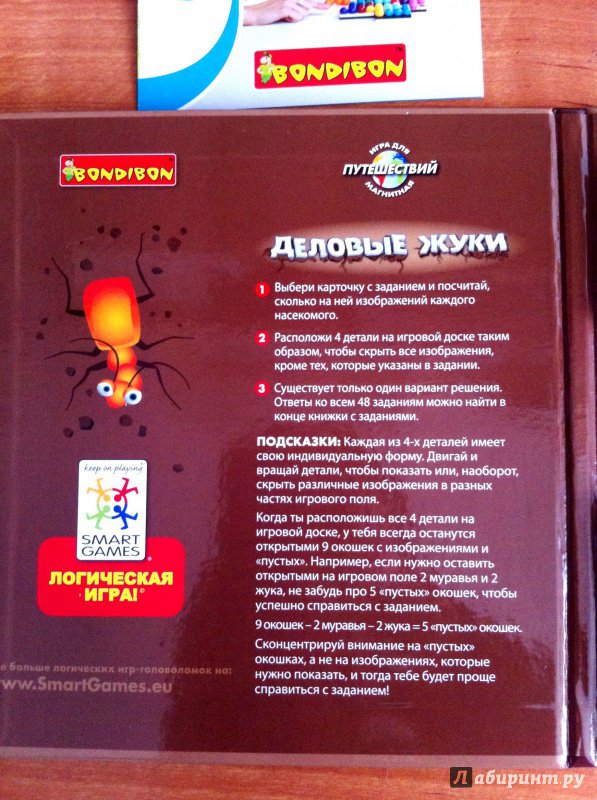 BONDIBON
BONDIBON
ИГРА ДЛЯ
ПУТЕШЕСТВИЙ
МАГНИТНАЯ
ДЕЛОВЫЕ ЖУКИ
1 Выбери карточку с заданием и посчитай,
сколько на ней изображений каждого
насекомого.
2 Расположи 4 детали на игровой доске таким
образом, чтобы скрыть все изображения,
кроме тех, которые указаны в задании.
3 Существует только один вариант решения.
Ответы ко всем 48 заданиям можно найти в
конце книжки с заданиями.
ПОДСКАЗКИ: Каждая из 4-х деталей имеет
свою индивидуальную форму. Двигай и
вращай детали, чтобы показать или, наоборот,
скрыть различные изображения в разных
частях игрового поля.
Когда ты расположишь все 4 детали на
игровой доске, у тебя всегда останутся
открытыми 9 окошек с изображениями и
«пустых». Например, если нужно оставить
открытыми на игровом поле 2 муравья и 2
жука, не забудь про 5 «пустых» окошек, чтобы
успешно справиться с заданием.
9 окошек – 2 муравья – 2 жука = 5 «пустых» окошек.
Сконцентрируй внимание на «пустых»
окошках, а не на изображениях, которые
нужно показать, и тогда тебе будет проще
справиться с заданием!
keep on playing
SMART
GAMES
ЛОГИЧЕСКАЯ
ИГРА!
больше логических игр-головоломок на:
www.SmartGames.eu
Лабиринт.ру